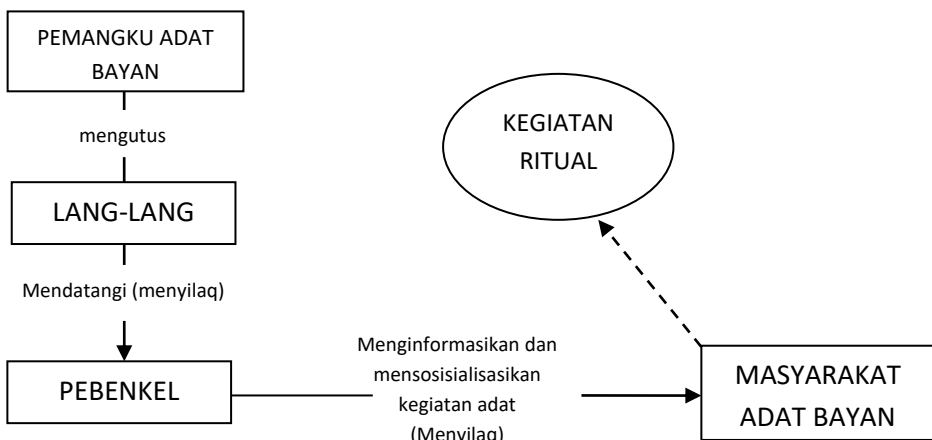 PEMANGKU ADAT
BAYAN
mengutus
LANG-LANG
Mendatangi (menyilaq)
PEBENKEL
Menginformasikan dan
mensosisialisasikan
kegiatan adat
(Menyilaq)
MASYARAKAT
ADAT BAYAN
KEGIATAN
RITUAL